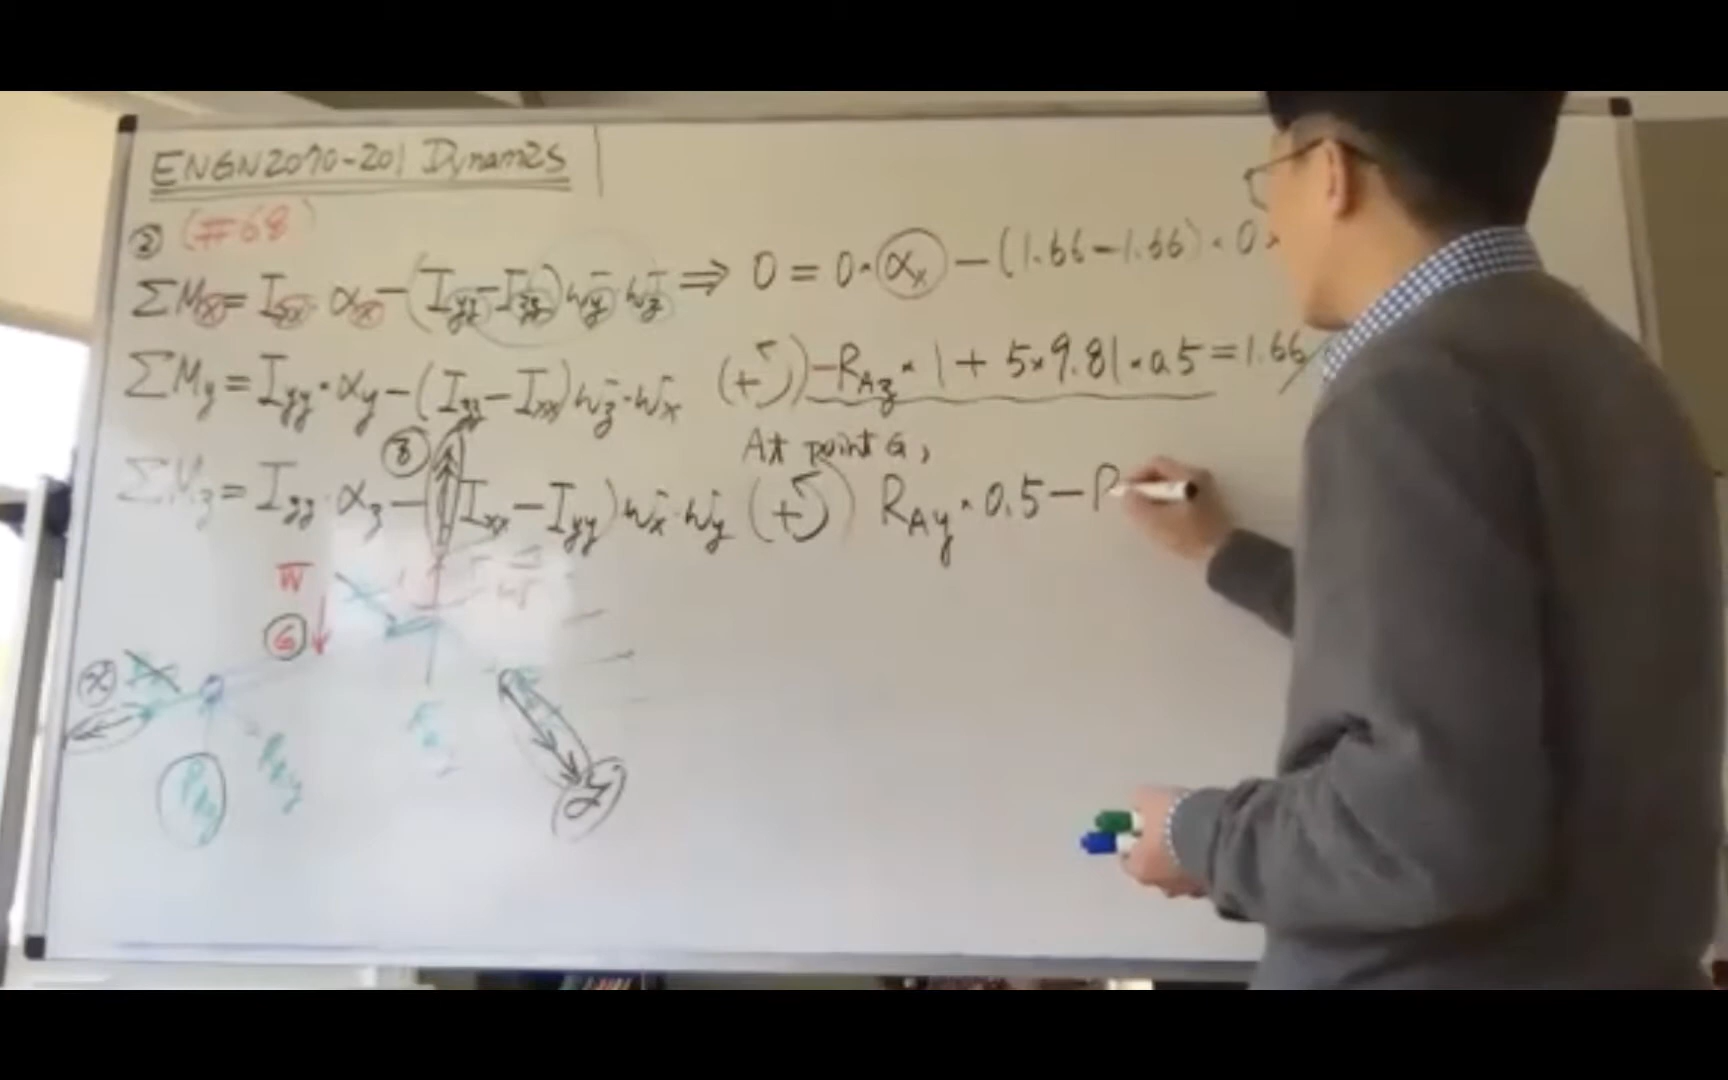 ENGN2070-201 Dynamics
② (#68)
ΣMx = Ixx · αx - (Iyy - Izz) ωy · ωz ⇒ 0 = 0 · αx - (1.66 - 1.66) · 0 ·
ΣMy = Iyy · αy - (Izz - Ixx) ωz · ωx (+↺) -RAz · 1 + 5 × 9.81 · 0.5 = 1.66
At point G,
ΣMz = Izz · αz - (Ixx - Iyy) ωx · ωy (+↺) RAy · 0.5 - R
z
W
G
x
y